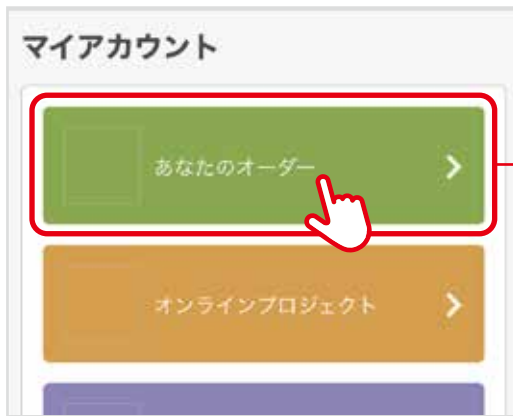 マイアカウント
あなたのオーダー
オンラインプロジェクト